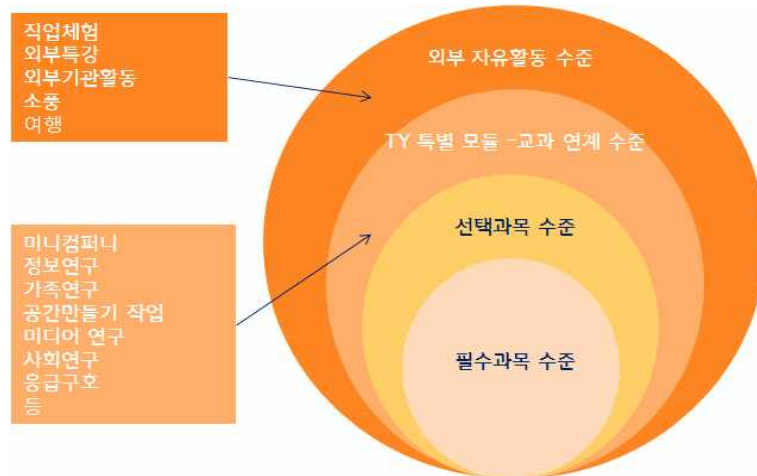 직업체험
외부특강
외부기관활동
소풍
여행
외부 자유활동 수준
TY 특별 모듈 -교과 연계 수준
선택과목 수준
필수과목 수준
미니컴퍼니
정보연구
가족연구
공간만들기 작업
미디어 연구
사회연구
응급구호
등